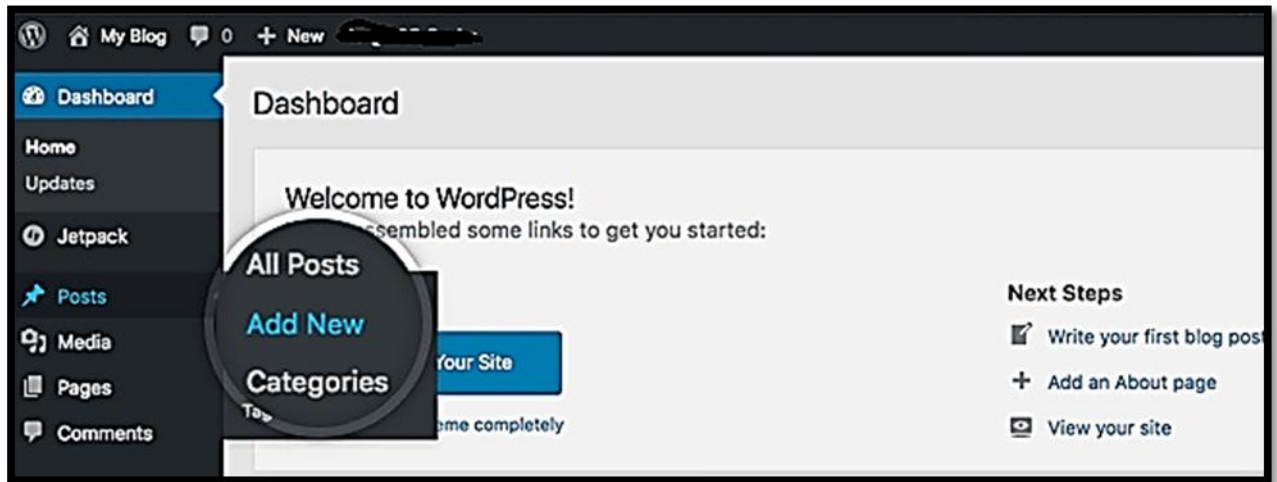 My Blog 0 + New
Dashboard
Home
Updates
Jetpack
Posts
Media
Pages
Comments
All Posts
Add New
Categories
Tag
Dashboard
Welcome to WordPress!
some links to get you started:
Your Site
completely
Next Steps
Write your first blog post
Add an About page
View your site